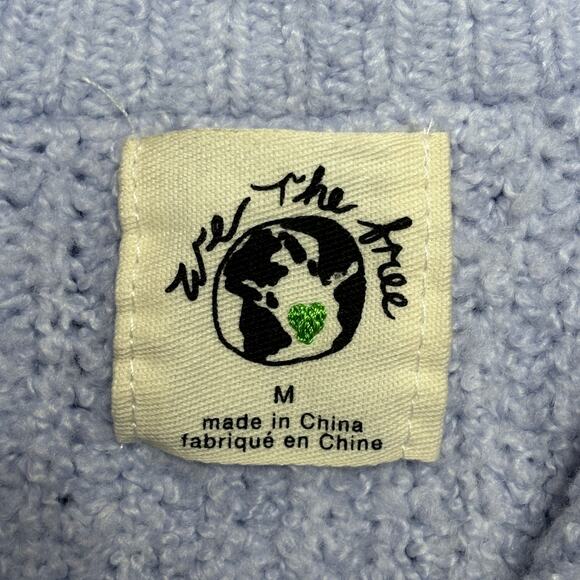 We The free
M
made in China
fabriqué en Chine